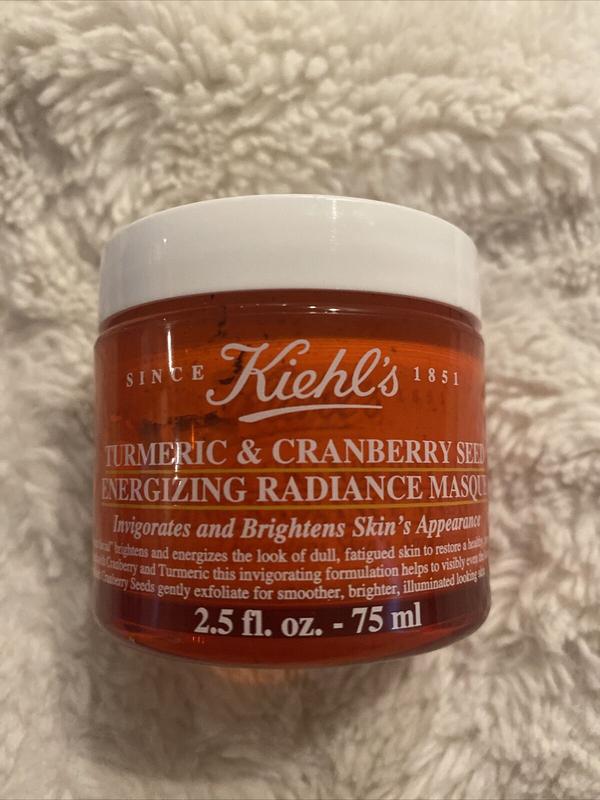 SINCE Kiehl's 1851
TURMERIC & CRANBERRY SEED
ENERGIZING RADIANCE MASQUE
Invigorates and Brightens Skin's Appearance
brightens and energizes the look of dull, fatigued skin to restore a healthy,
with Cranberry and Turmeric this invigorating formulation helps to visibly even
Cranberry Seeds gently exfoliate for smoother, brighter, illuminated looking
2.5 fl. oz. - 75 ml